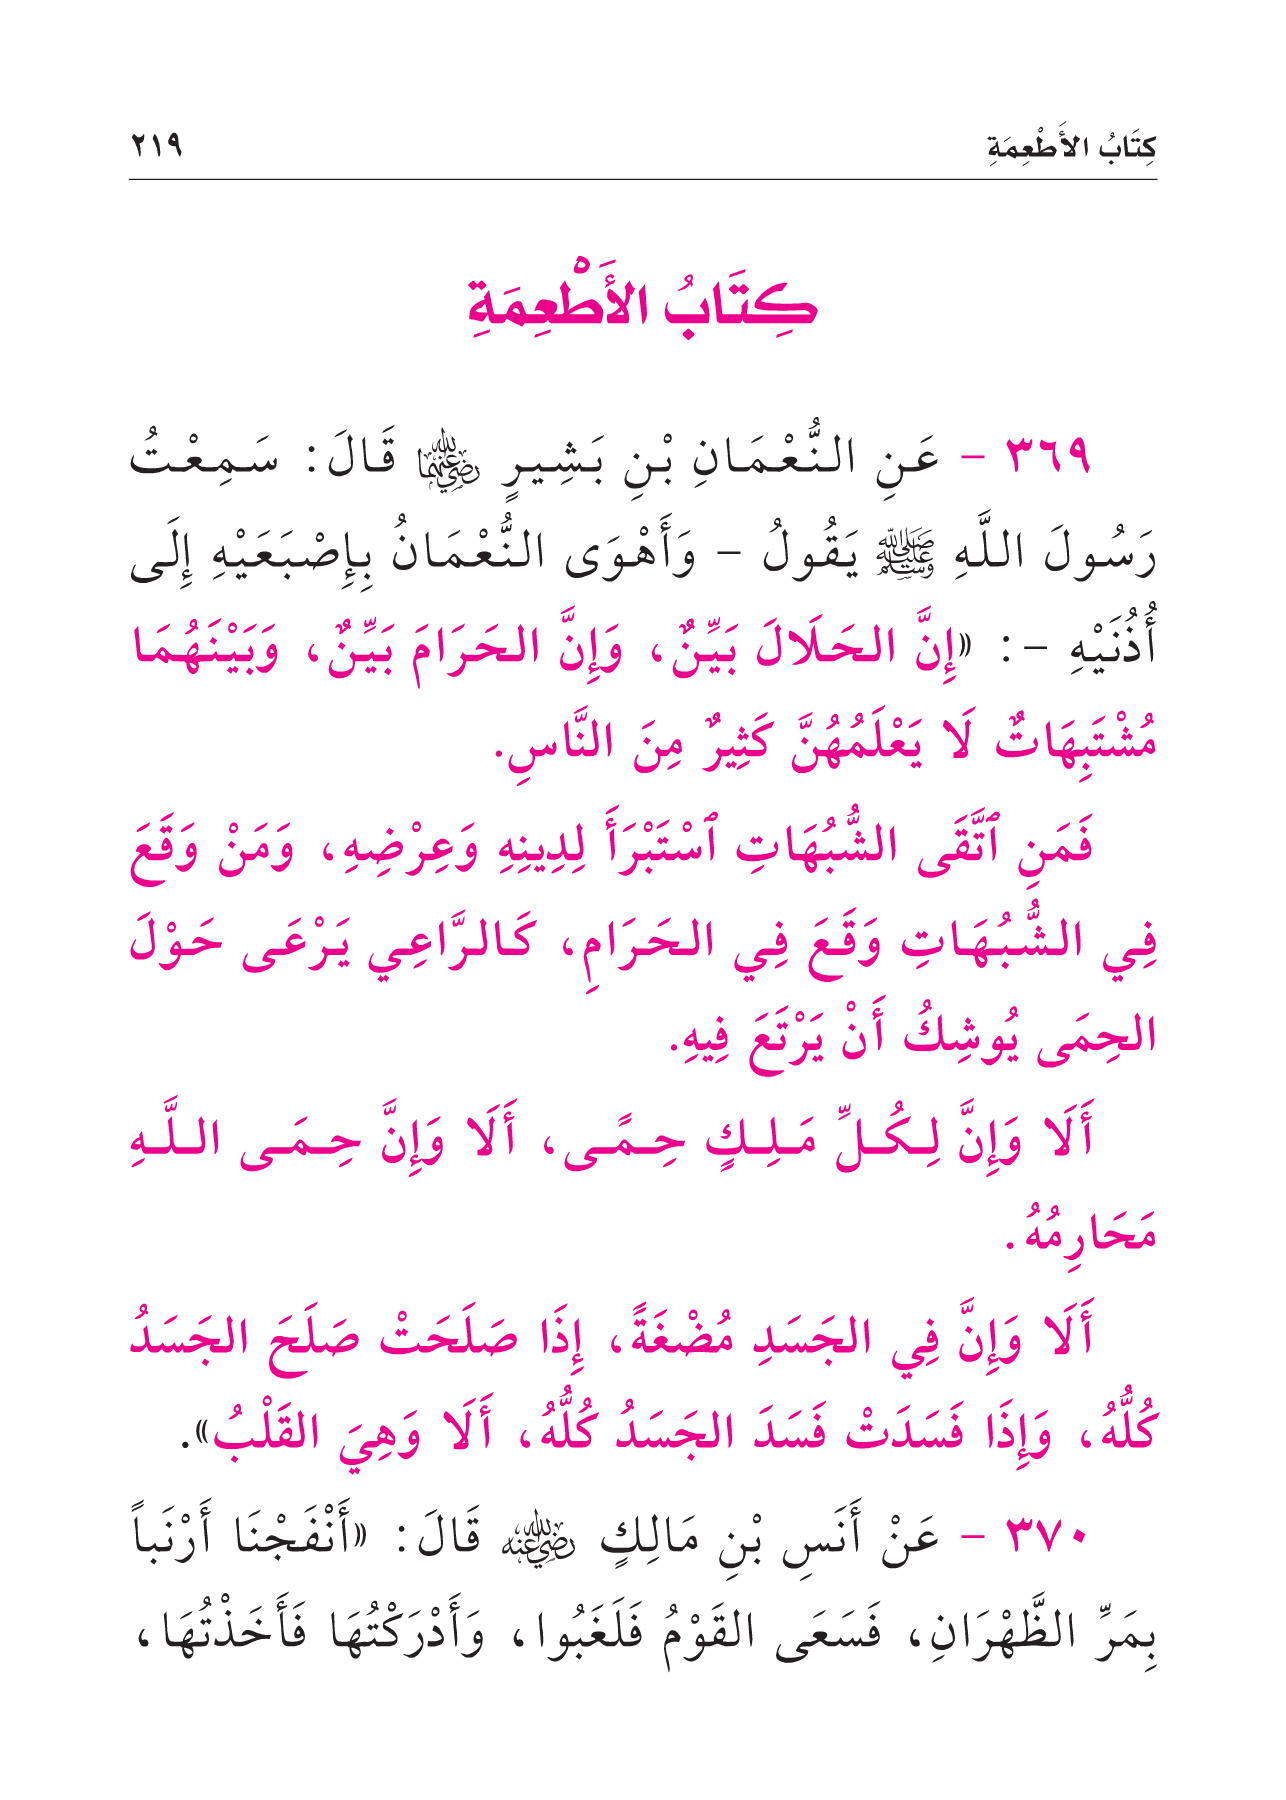 كِتَابُ الأَطْعِمَةِ ٢١٩
كِتَابُ الأَطْعِمَةِ
٣٦٩ - عَنِ النُّعْمَانِ بْنِ بَشِيرٍ رضي الله عنهما قَالَ: سَمِعْتُ
رَسُولَ اللَّهِ ﷺ يَقُولُ - وَأَهْوَى النُّعْمَانُ بِإِصْبَعَيْهِ إِلَى
أُذُنَيْهِ -: «إِنَّ الحَلَالَ بَيِّنٌ، وَإِنَّ الحَرَامَ بَيِّنٌ، وَبَيْنَهُمَا
مُشْتَبِهَاتٌ لَا يَعْلَمُهُنَّ كَثِيرٌ مِنَ النَّاسِ.
فَمَنِ ٱتَّقَى الشُّبُهَاتِ ٱسْتَبْرَأَ لِدِينِهِ وَعِرْضِهِ، وَمَنْ وَقَعَ
فِي الشُّبُهَاتِ وَقَعَ فِي الحَرَامِ، كَالرَّاعِي يَرْعَى حَوْلَ
الحِمَى يُوشِكُ أَنْ يَرْتَعَ فِيهِ.
أَلَا وَإِنَّ لِكُلِّ مَلِكٍ حِمًى، أَلَا وَإِنَّ حِمَى اللَّهِ
مَحَارِمُهُ.
أَلَا وَإِنَّ فِي الجَسَدِ مُضْغَةً، إِذَا صَلَحَتْ صَلَحَ الجَسَدُ
كُلُّهُ، وَإِذَا فَسَدَتْ فَسَدَ الجَسَدُ كُلُّهُ، أَلَا وَهِيَ القَلْبُ».
٣٧٠ - عَنْ أَنَسِ بْنِ مَالِكٍ رضي الله عنه قَالَ: «أَنْفَجْنَا أَرْنَباً
بِمَرِّ الظَّهْرَانِ، فَسَعَى القَوْمُ فَلَغَبُوا، وَأَدْرَكْتُهَا فَأَخَذْتُهَا،